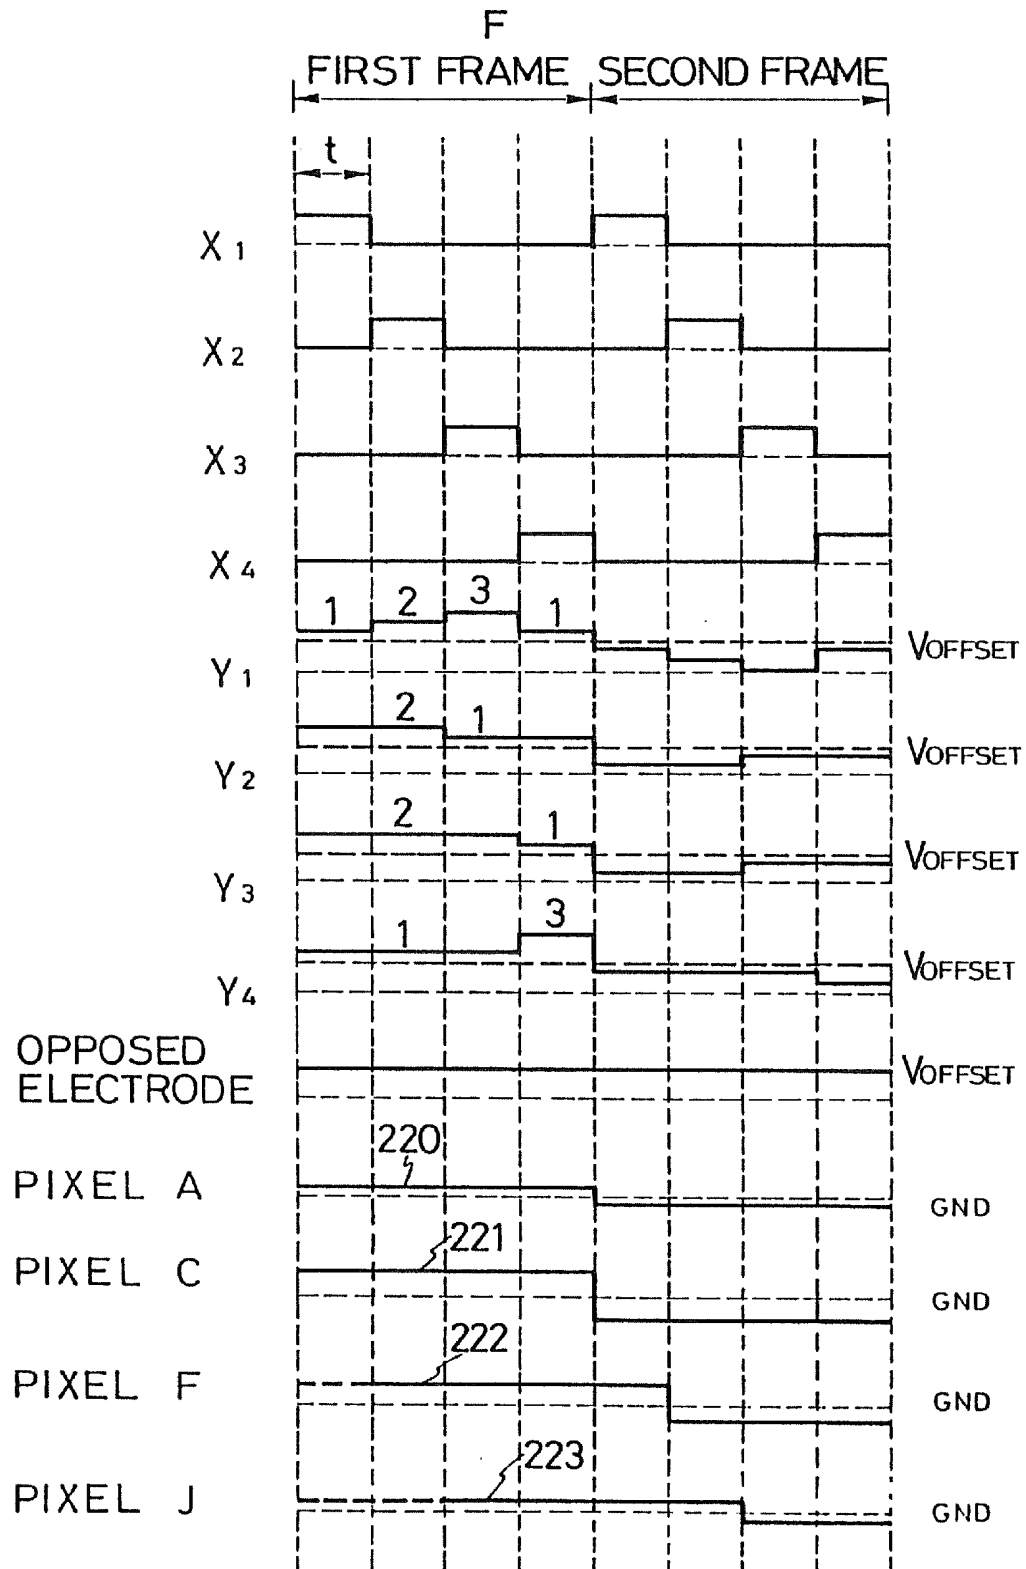 F
FIRST FRAME SECOND FRAME
t
X1
X2
X3
X4
1 2 3 1
Y1 VOFFSET
2 1
Y2 VOFFSET
2 1
Y3 VOFFSET
1 3
Y4 VOFFSET
OPPOSED
ELECTRODE VOFFSET
220
PIXEL A GND
221
PIXEL C GND
222
PIXEL F GND
223
PIXEL J GND